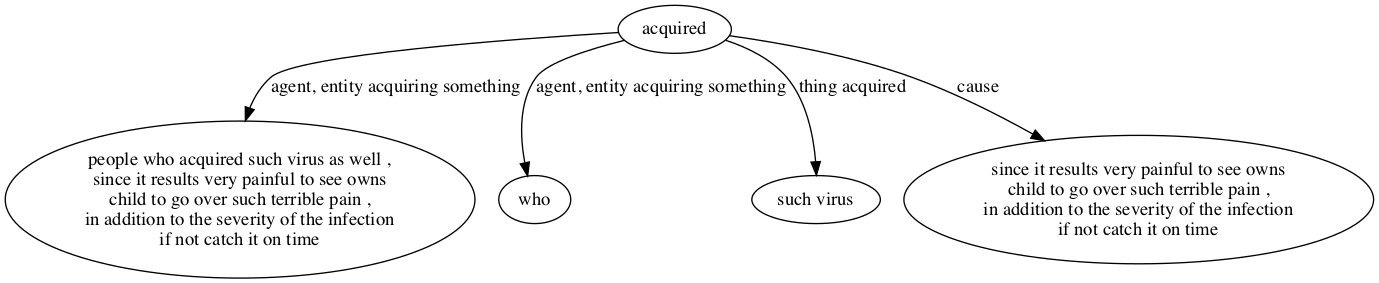 acquired
agent, entity acquiring something
agent, entity acquiring something
thing acquired
cause
people who acquired such virus as well ,
since it results very painful to see owns
child to go over such terrible pain ,
in addition to the severity of the infection
if not catch it on time
who
such virus
since it results very painful to see owns
child to go over such terrible pain ,
in addition to the severity of the infection
if not catch it on time